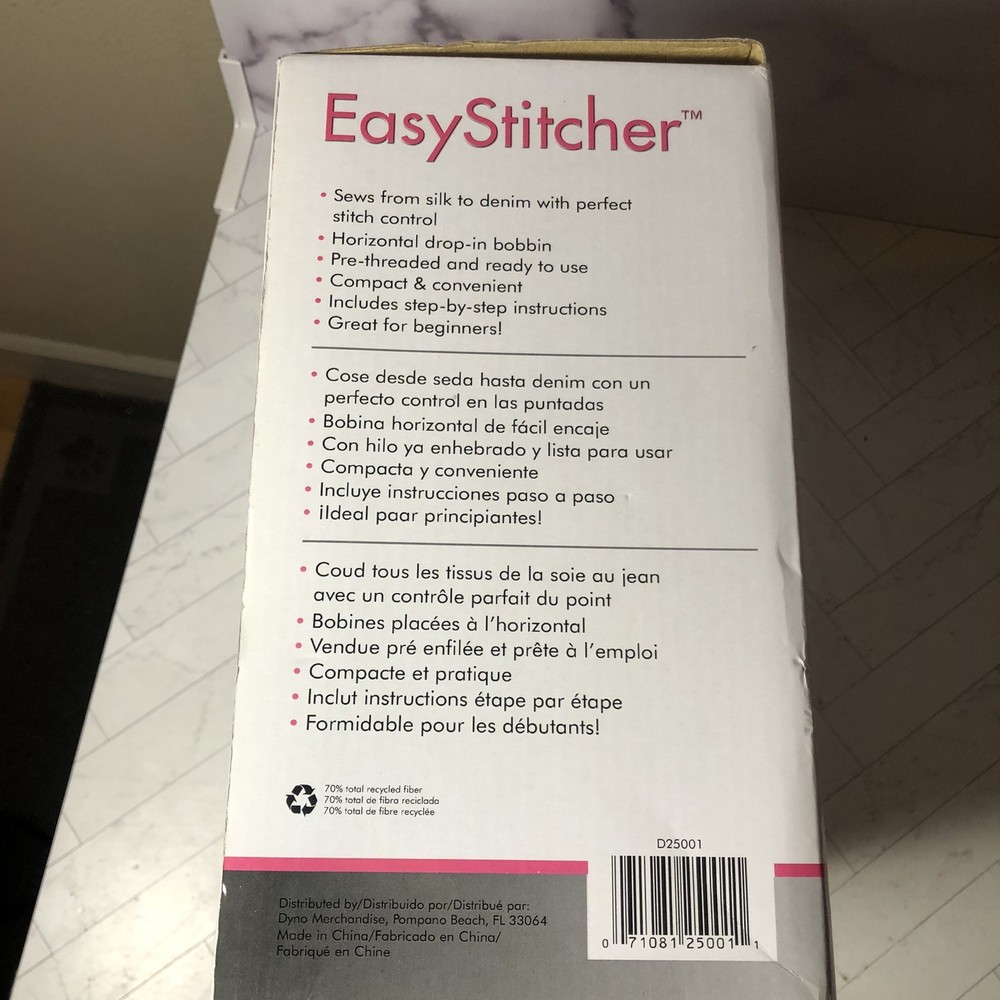 EasyStitcher™
• Sews from silk to denim with perfect
stitch control
• Horizontal drop-in bobbin
• Pre-threaded and ready to use
• Compact & convenient
• Includes step-by-step instructions
• Great for beginners!
• Cose desde seda hasta denim con un
perfecto control en las puntadas
• Bobina horizontal de fácil encaje
• Con hilo ya enhebrado y lista para usar
• Compacta y conveniente
• Incluye instrucciones paso a paso
• ¡Ideal paar principiantes!
• Coud tous les tissus de la soie au jean
avec un contrôle parfait du point
• Bobines placées à l'horizontal
• Vendue pré enfilée et prête à l'emploi
• Compacte et pratique
• Inclut instructions étape par étape
• Formidable pour les débutants!
70% total recycled fiber
70% total de fibra reciclada
70% total de fibre recyclée
D25001
0 71081 25001 1
Distributed by/Distribuido por/Distribué par:
Dyno Merchandise, Pompano Beach, FL 33064
Made in China/Fabricado en China/
Fabriqué en Chine